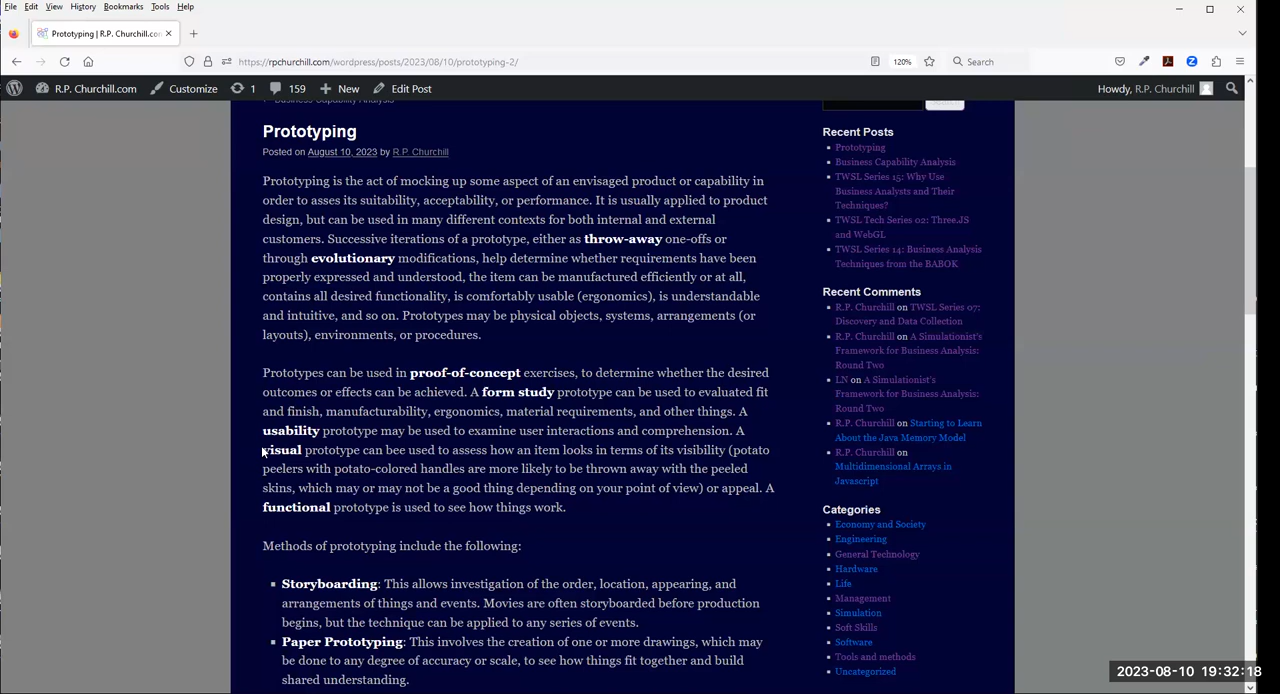 File Edit View History Bookmarks Tools Help
Prototyping | R.P. Churchill.co
https://rpchurchill.com/wordpress/posts/2023/08/10/prototyping-2/
120%
Search
R.P. Churchill.com
Customize
1
159
New
Edit Post
Howdy, R.P. Churchill
Business Capability Analysis
Prototyping
Posted on August 10, 2023 by R.P. Churchill
Prototyping is the act of mocking up some aspect of an envisaged product or capability in
order to asses its suitability, acceptability, or performance. It is usually applied to product
design, but can be used in many different contexts for both internal and external
customers. Successive iterations of a prototype, either as throw-away one-offs or
through evolutionary modifications, help determine whether requirements have been
properly expressed and understood, the item can be manufactured efficiently or at all,
contains all desired functionality, is comfortably usable (ergonomics), is understandable
and intuitive, and so on. Prototypes may be physical objects, systems, arrangements (or
layouts), environments, or procedures.
Prototypes can be used in proof-of-concept exercises, to determine whether the desired
outcomes or effects can be achieved. A form study prototype can be used to evaluated fit
and finish, manufacturability, ergonomics, material requirements, and other things. A
usability prototype may be used to examine user interactions and comprehension. A
visual prototype can bee used to assess how an item looks in terms of its visibility (potato
peelers with potato-colored handles are more likely to be thrown away with the peeled
skins, which may or may not be a good thing depending on your point of view) or appeal. A
functional prototype is used to see how things work.
Methods of prototyping include the following:
Storyboarding: This allows investigation of the order, location, appearing, and
arrangements of things and events. Movies are often storyboarded before production
begins, but the technique can be applied to any series of events.
Paper Prototyping: This involves the creation of one or more drawings, which may
be done to any degree of accuracy or scale, to see how things fit together and build
shared understanding.
Search
Recent Posts
Prototyping
Business Capability Analysis
TWSL Series 15: Why Use
Business Analysts and Their
Techniques?
TWSL Tech Series 02: Three.JS
and WebGL
TWSL Series 14: Business Analysis
Techniques from the BABOK
Recent Comments
R.P. Churchill on TWSL Series 07:
Discovery and Data Collection
R.P. Churchill on A Simulationist's
Framework for Business Analysis:
Round Two
LN on A Simulationist's
Framework for Business Analysis:
Round Two
R.P. Churchill on Starting to Learn
About the Java Memory Model
R.P. Churchill on
Multidimensional Arrays in
Javascript
Categories
Economy and Society
Engineering
General Technology
Hardware
Life
Management
Simulation
Soft Skills
Software
Tools and methods
Uncategorized
2023-08-10 19:32:18